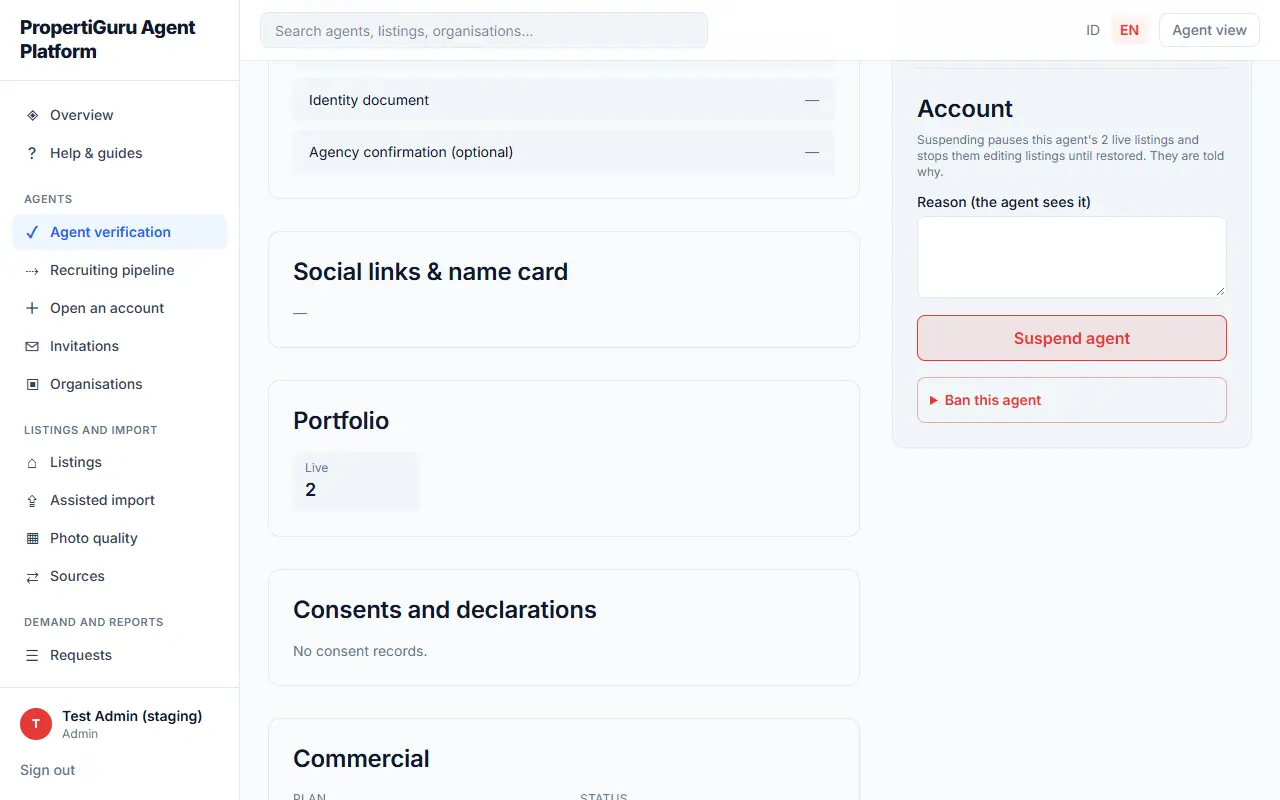 PropertiGuru Agent
Platform
Search agents, listings, organisations...
ID
EN
Agent view
Overview
? Help & guides
AGENTS
Agent verification
Recruiting pipeline
Open an account
Invitations
Organisations
LISTINGS AND IMPORT
Listings
Assisted import
Photo quality
Sources
DEMAND AND REPORTS
Requests
T
Test Admin (staging)
Admin
Sign out
Identity document —
Agency confirmation (optional) —
Social links & name card
—
Portfolio
Live
2
Consents and declarations
No consent records.
Commercial
PLAN
STATUS
Account
Suspending pauses this agent's 2 live listings and
stops them editing listings until restored. They are told
why.
Reason (the agent sees it)
Suspend agent
Ban this agent